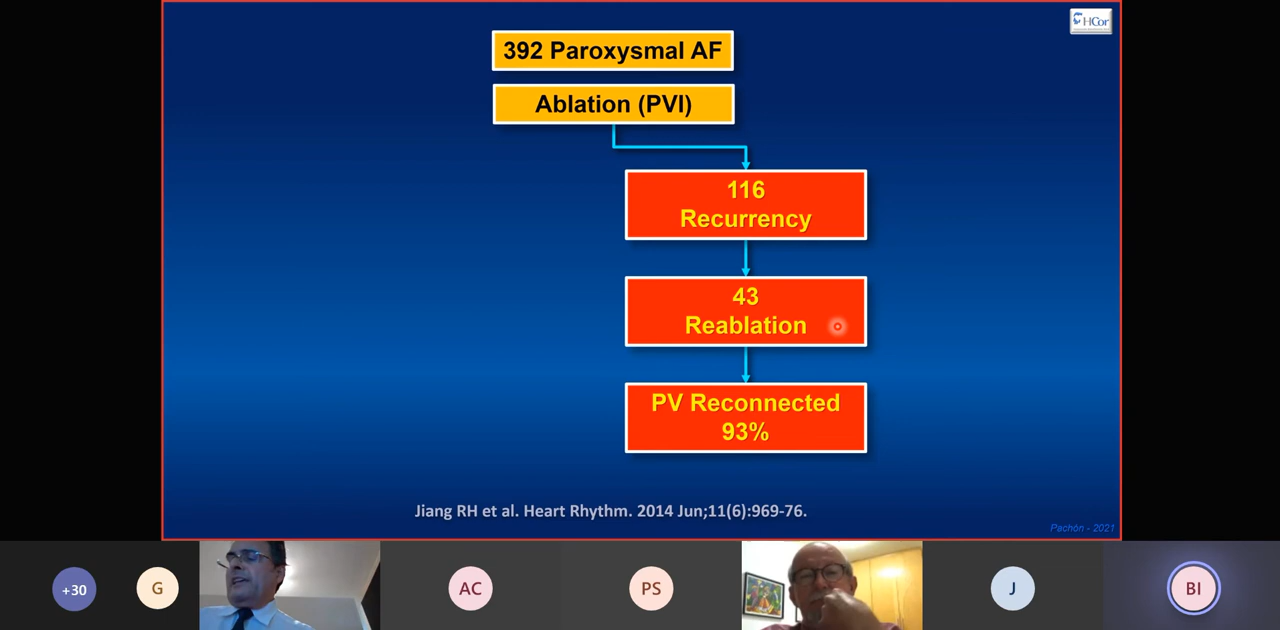 HCor
392 Paroxysmal AF
Ablation (PVI)
116
Recurrency
43
Reablation
PV Reconnected
93%
Jiang RH et al. Heart Rhythm. 2014 Jun;11(6):969-76.
Pachón - 2021
+30
G
AC
PS
J
BI